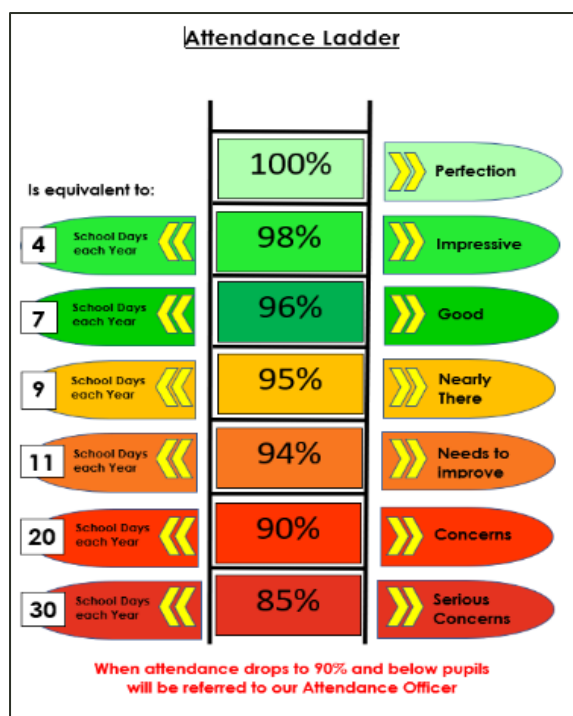 Attendance Ladder
100%
Perfection
Is equivalent to:
4
School Days
each Year
98%
Impressive
7
School Days
each Year
96%
Good
9
School Days
each Year
95%
Nearly
There
11
School Days
each Year
94%
Needs to
improve
20
School Days
each Year
90%
Concerns
30
School Days
each Year
85%
Serious
Concerns
When attendance drops to 90% and below pupils
will be referred to our Attendance Officer